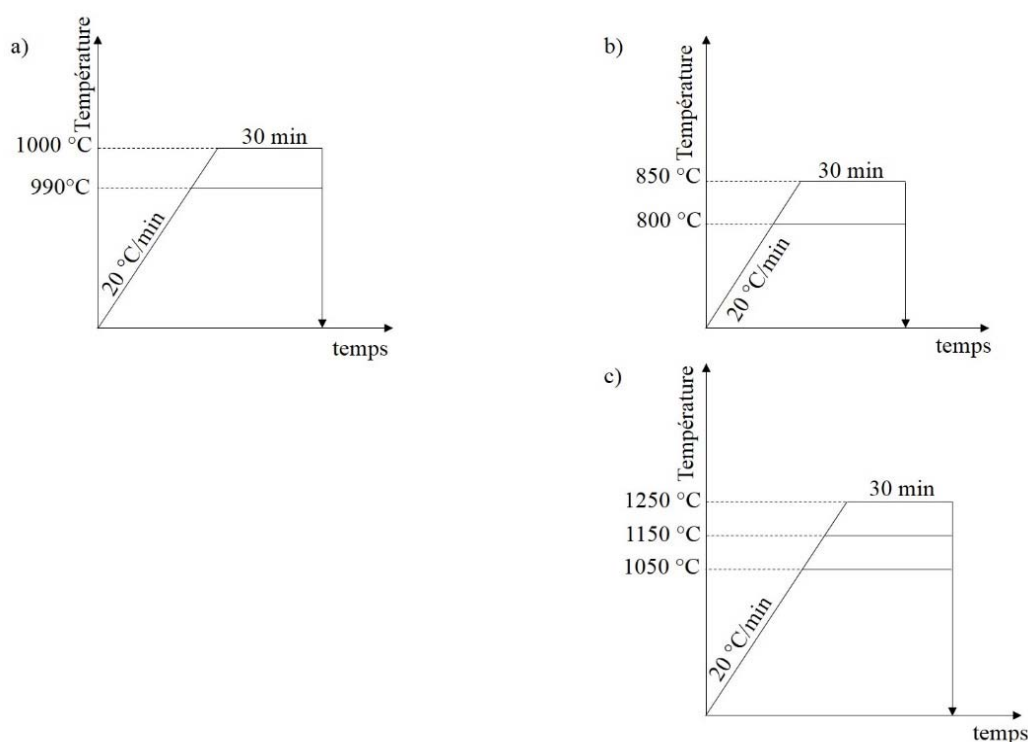 a)
Température
1000 °C
30 min
990°C
20 °C/min
temps
b)
Température
850 °C
30 min
800 °C
20 °C/min
temps
c)
Température
1250 °C
30 min
1150 °C
1050 °C
20 °C/min
temps